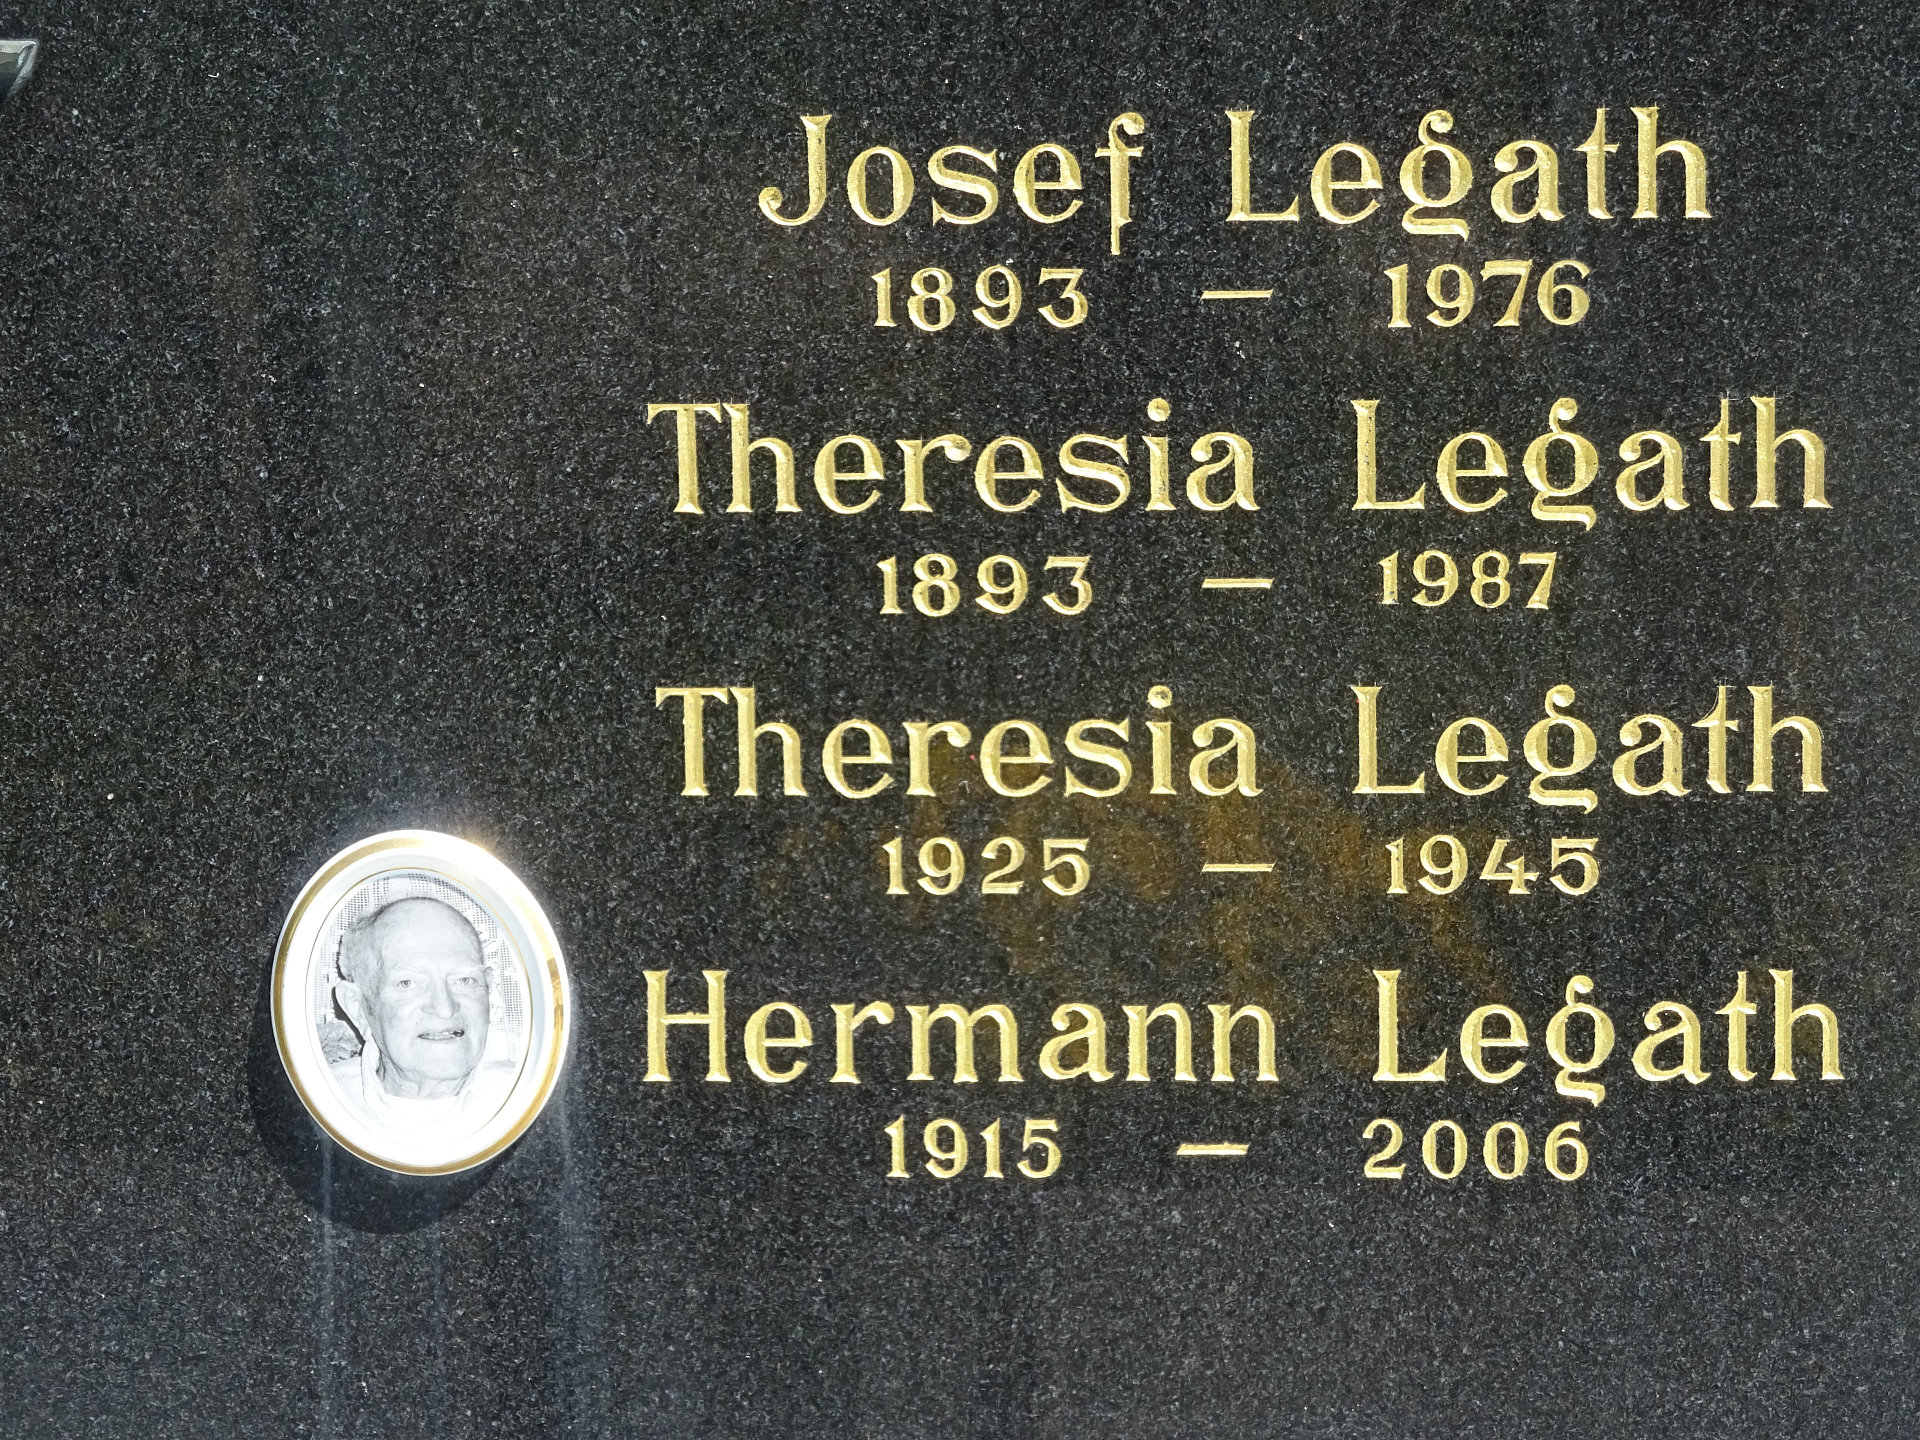 Josef Legath
1893 – 1976
Theresia Legath
1893 – 1987
Theresia Legath
1925 – 1945
Hermann Legath
1915 – 2006